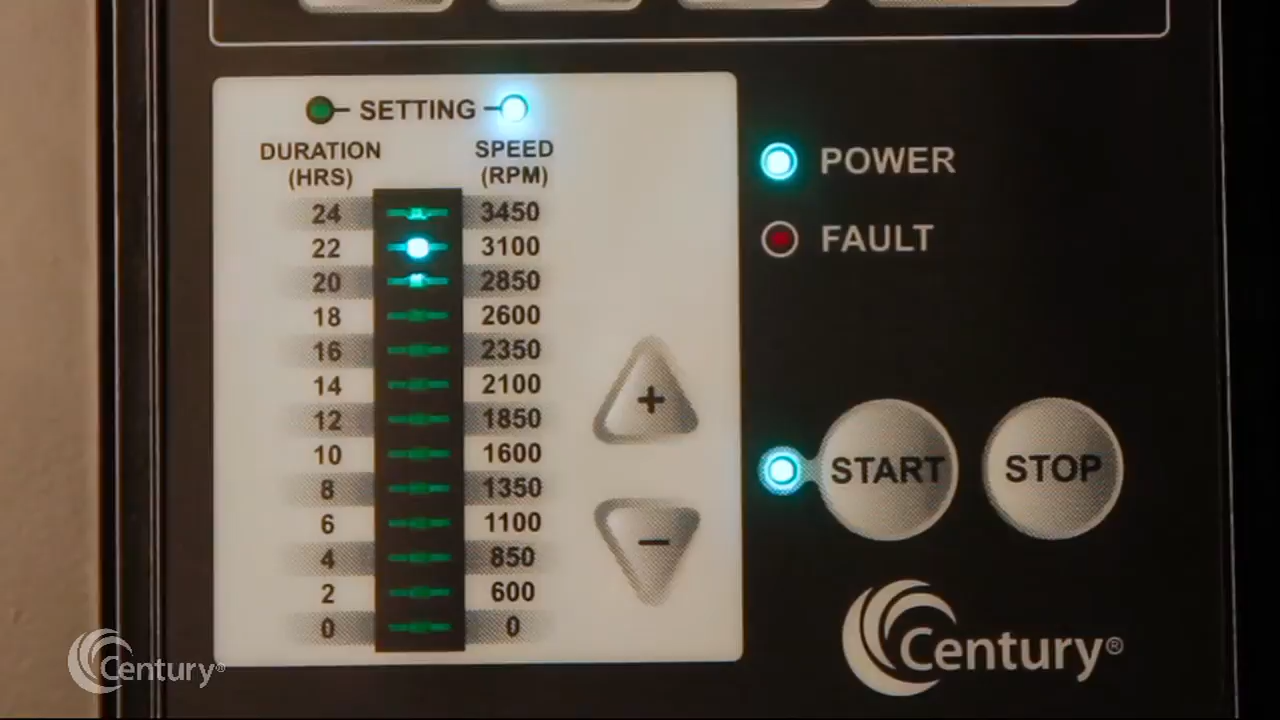 SETTING
DURATION (HRS) SPEED (RPM)
24 3450
22 3100
20 2850
18 2600
16 2350
14 2100
12 1850
10 1600
8 1350
6 1100
4 850
2 600
0 0
+
−
POWER
FAULT
START STOP
Century®
Century®